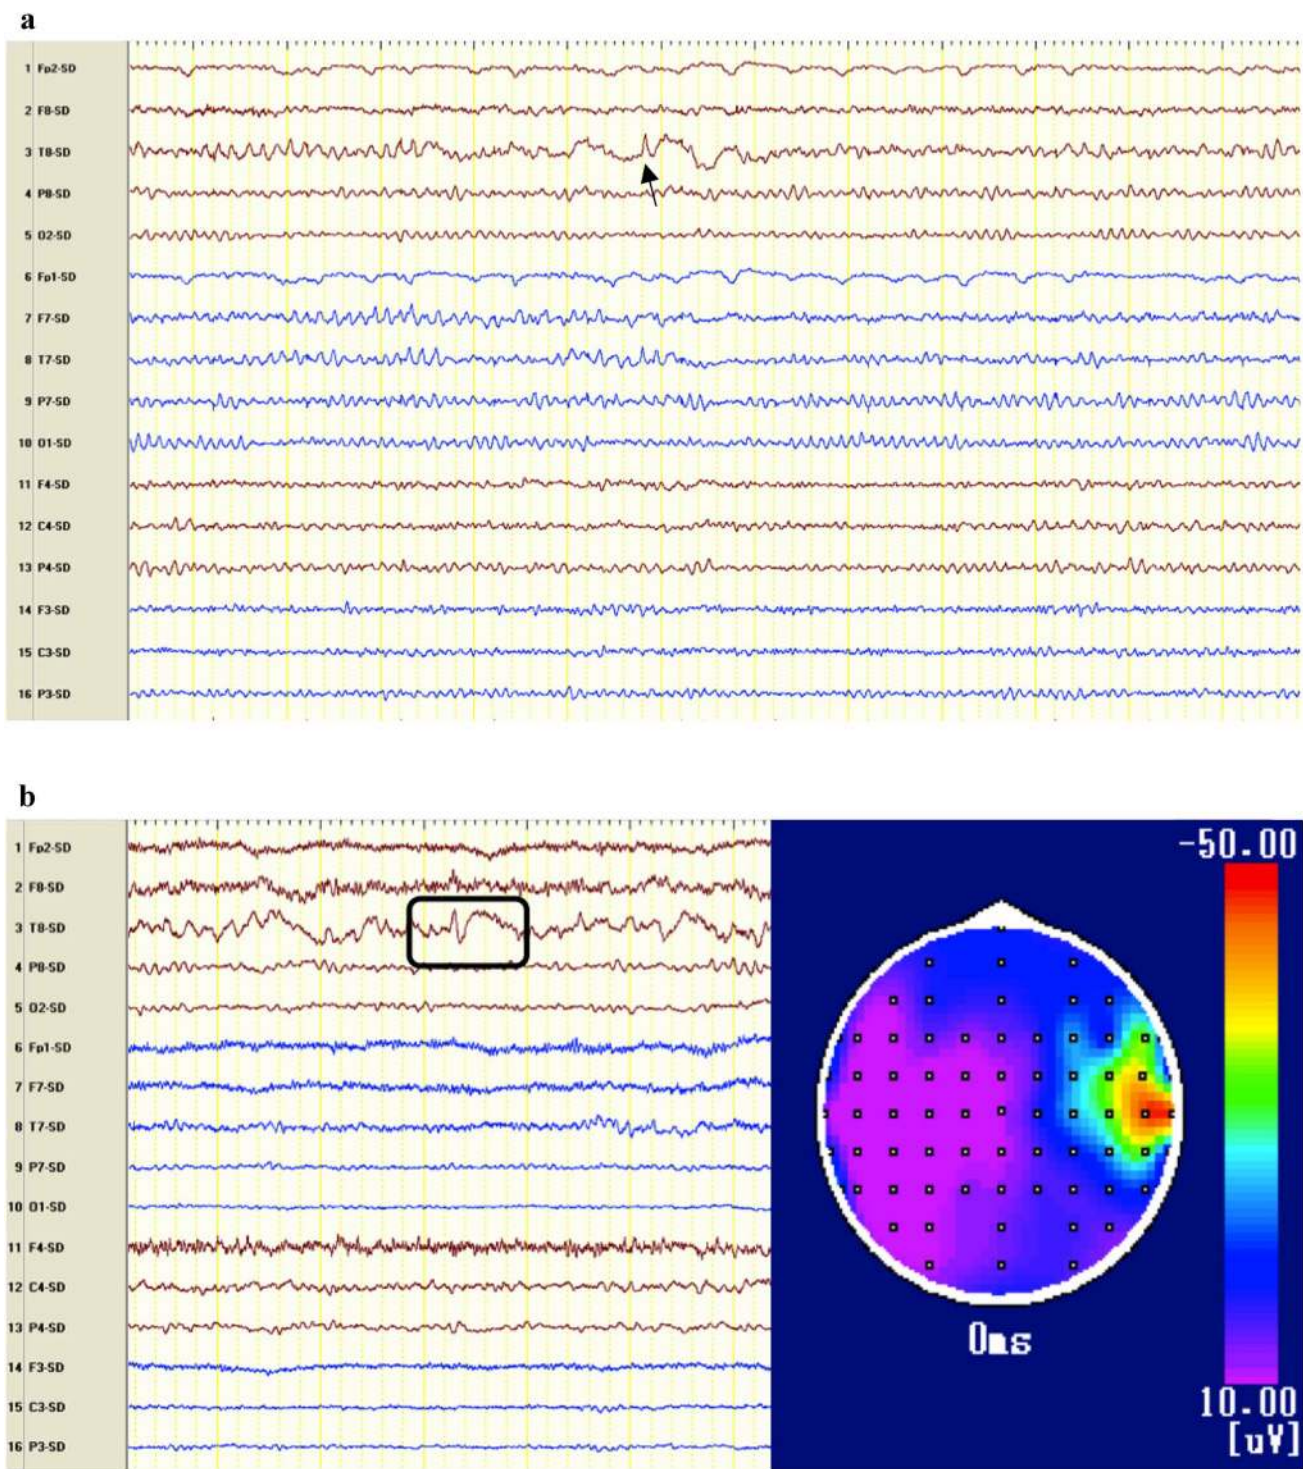 a
1 Fp2-SD
2 F8-SD
3 T8-SD
4 P8-SD
5 O2-SD
6 Fp1-SD
7 F7-SD
8 T7-SD
9 P7-SD
10 O1-SD
11 F4-SD
12 C4-SD
13 P4-SD
14 F3-SD
15 C3-SD
16 P3-SD
b
1 Fp2-SD
2 F8-SD
3 T8-SD
4 P8-SD
5 O2-SD
6 Fp1-SD
7 F7-SD
8 T7-SD
9 P7-SD
10 O1-SD
11 F4-SD
12 C4-SD
13 P4-SD
14 F3-SD
15 C3-SD
16 P3-SD
-50.00
0ms
10.00
[uV]